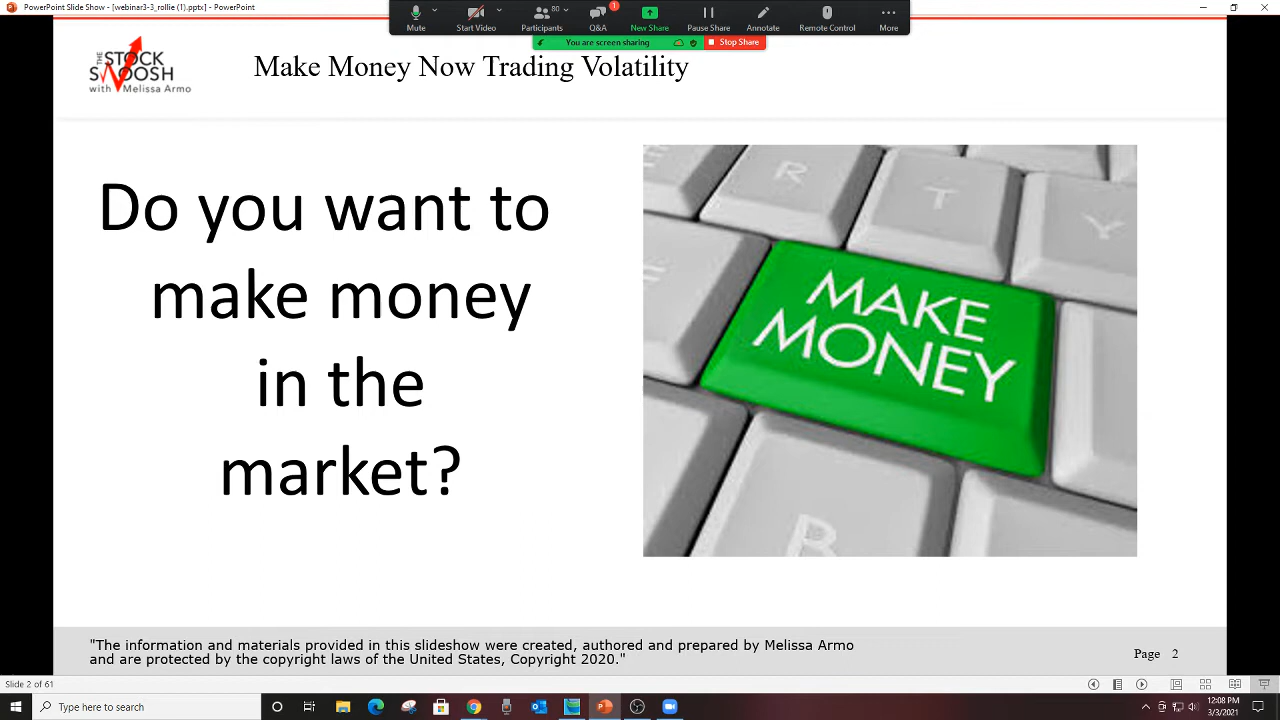 PowerPoint Slide Show - [webinar3-3_rollie (1).pptx] - PowerPoint
Mute
Start Video
80
Participants
1
Q&A
New Share
Pause Share
Annotate
Remote Control
More
You are screen sharing
Stop Share
THE
STOCK
SWOOSH
with Melissa Armo
Make Money Now Trading Volatility
Do you want to
make money
in the
market?
E
R
T
Y
MAKE
MONEY
B
"The information and materials provided in this slideshow were created, authored and prepared by Melissa Armo
and are protected by the copyright laws of the United States, Copyright 2020."
Page 2
Slide 2 of 61
Type here to search
12:08 PM
3/3/2021